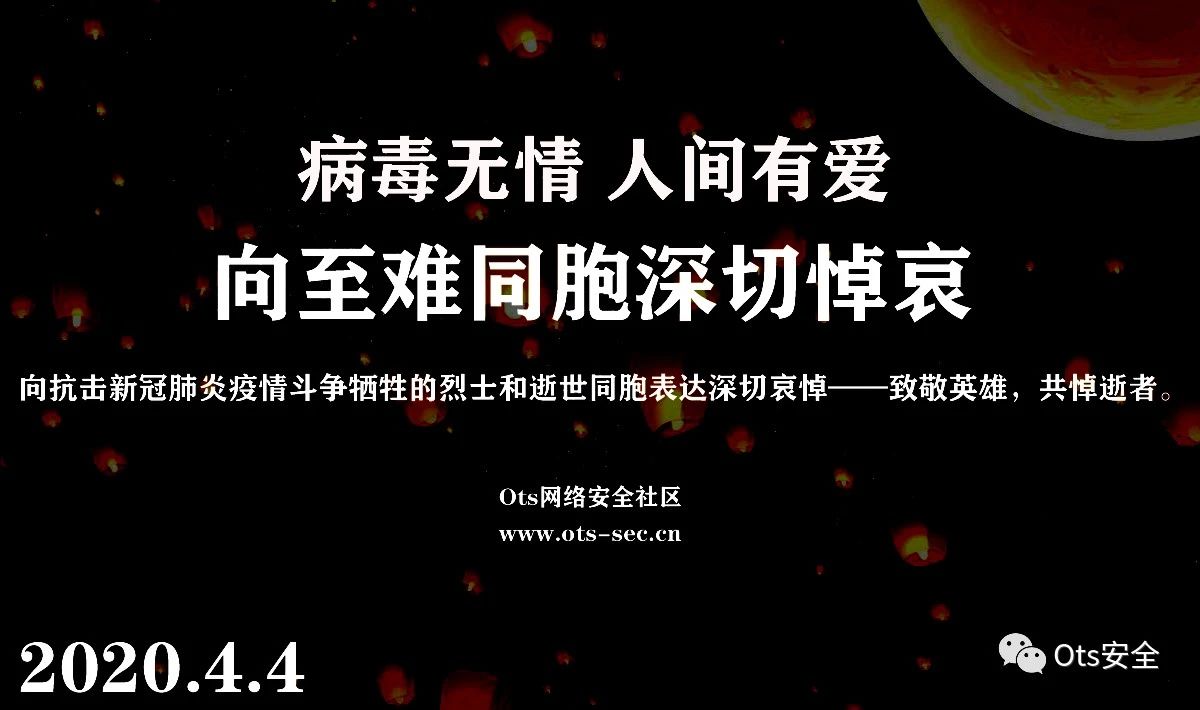 病毒无情 人间有爱
向至难同胞深切悼哀
向抗击新冠肺炎疫情斗争牺牲的烈士和逝世同胞表达深切哀悼——致敬英雄，共悼逝者。
Ots网络安全社区
www.ots-sec.cn
2020.4.4
Ots安全